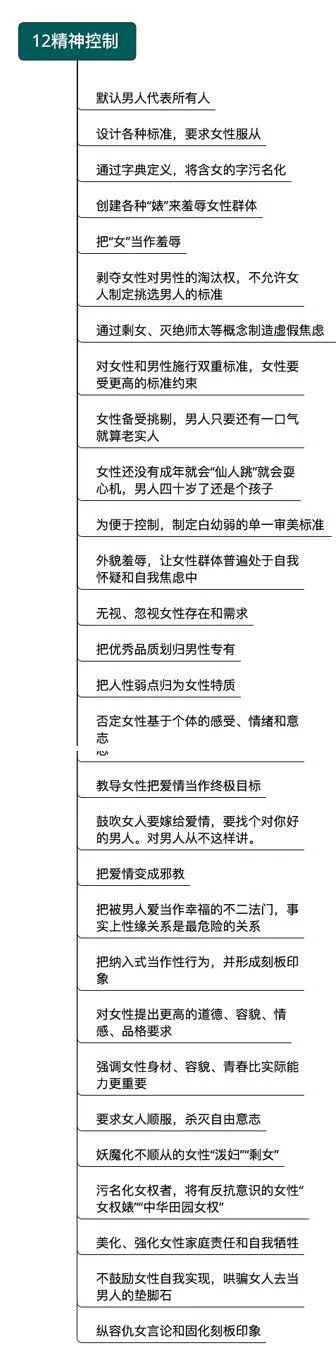 12精神控制
默认男人代表所有人
设计各种标准，要求女性服从
通过字典定义，将含女的字污名化
创建各种“婊”来羞辱女性群体
把“女”当作羞辱
剥夺女性对男性的淘汰权，不允许女
人制定挑选男人的标准
通过剩女、灭绝师太等概念制造虚假焦虑
对女性和男性施行双重标准，女性要
受更高的标准约束
女性备受挑剔，男人只要还有一口气
就算老实人
女性还没有成年就会“仙人跳”就会耍
心机，男人四十岁了还是个孩子
为便于控制，制定白幼弱的单一审美标准
外貌羞辱，让女性群体普遍处于自我
怀疑和自我焦虑中
无视、忽视女性存在和需求
把优秀品质划归男性专有
把人性弱点归为女性特质
否定女性基于个体的感受、情绪和意
志
教导女性把爱情当作终极目标
鼓吹女人要嫁给爱情，要找个对你好
的男人。对男人从不这样讲。
把爱情变成邪教
把被男人爱当作幸福的不二法门，事
实上性缘关系是最危险的关系
把纳入式当作性行为，并形成刻板印
象
对女性提出更高的道德、容貌、情
感、品格要求
强调女性身材、容貌、青春比实际能
力更重要
要求女人顺服，杀灭自由意志
妖魔化不顺从的女性“泼妇”“剩女”
污名化女权者，将有反抗意识的女性“
女权婊”“中华田园女权”
美化、强化女性家庭责任和自我牺牲
不鼓励女性自我实现，哄骗女人去当
男人的垫脚石
纵容仇女言论和固化刻板印象